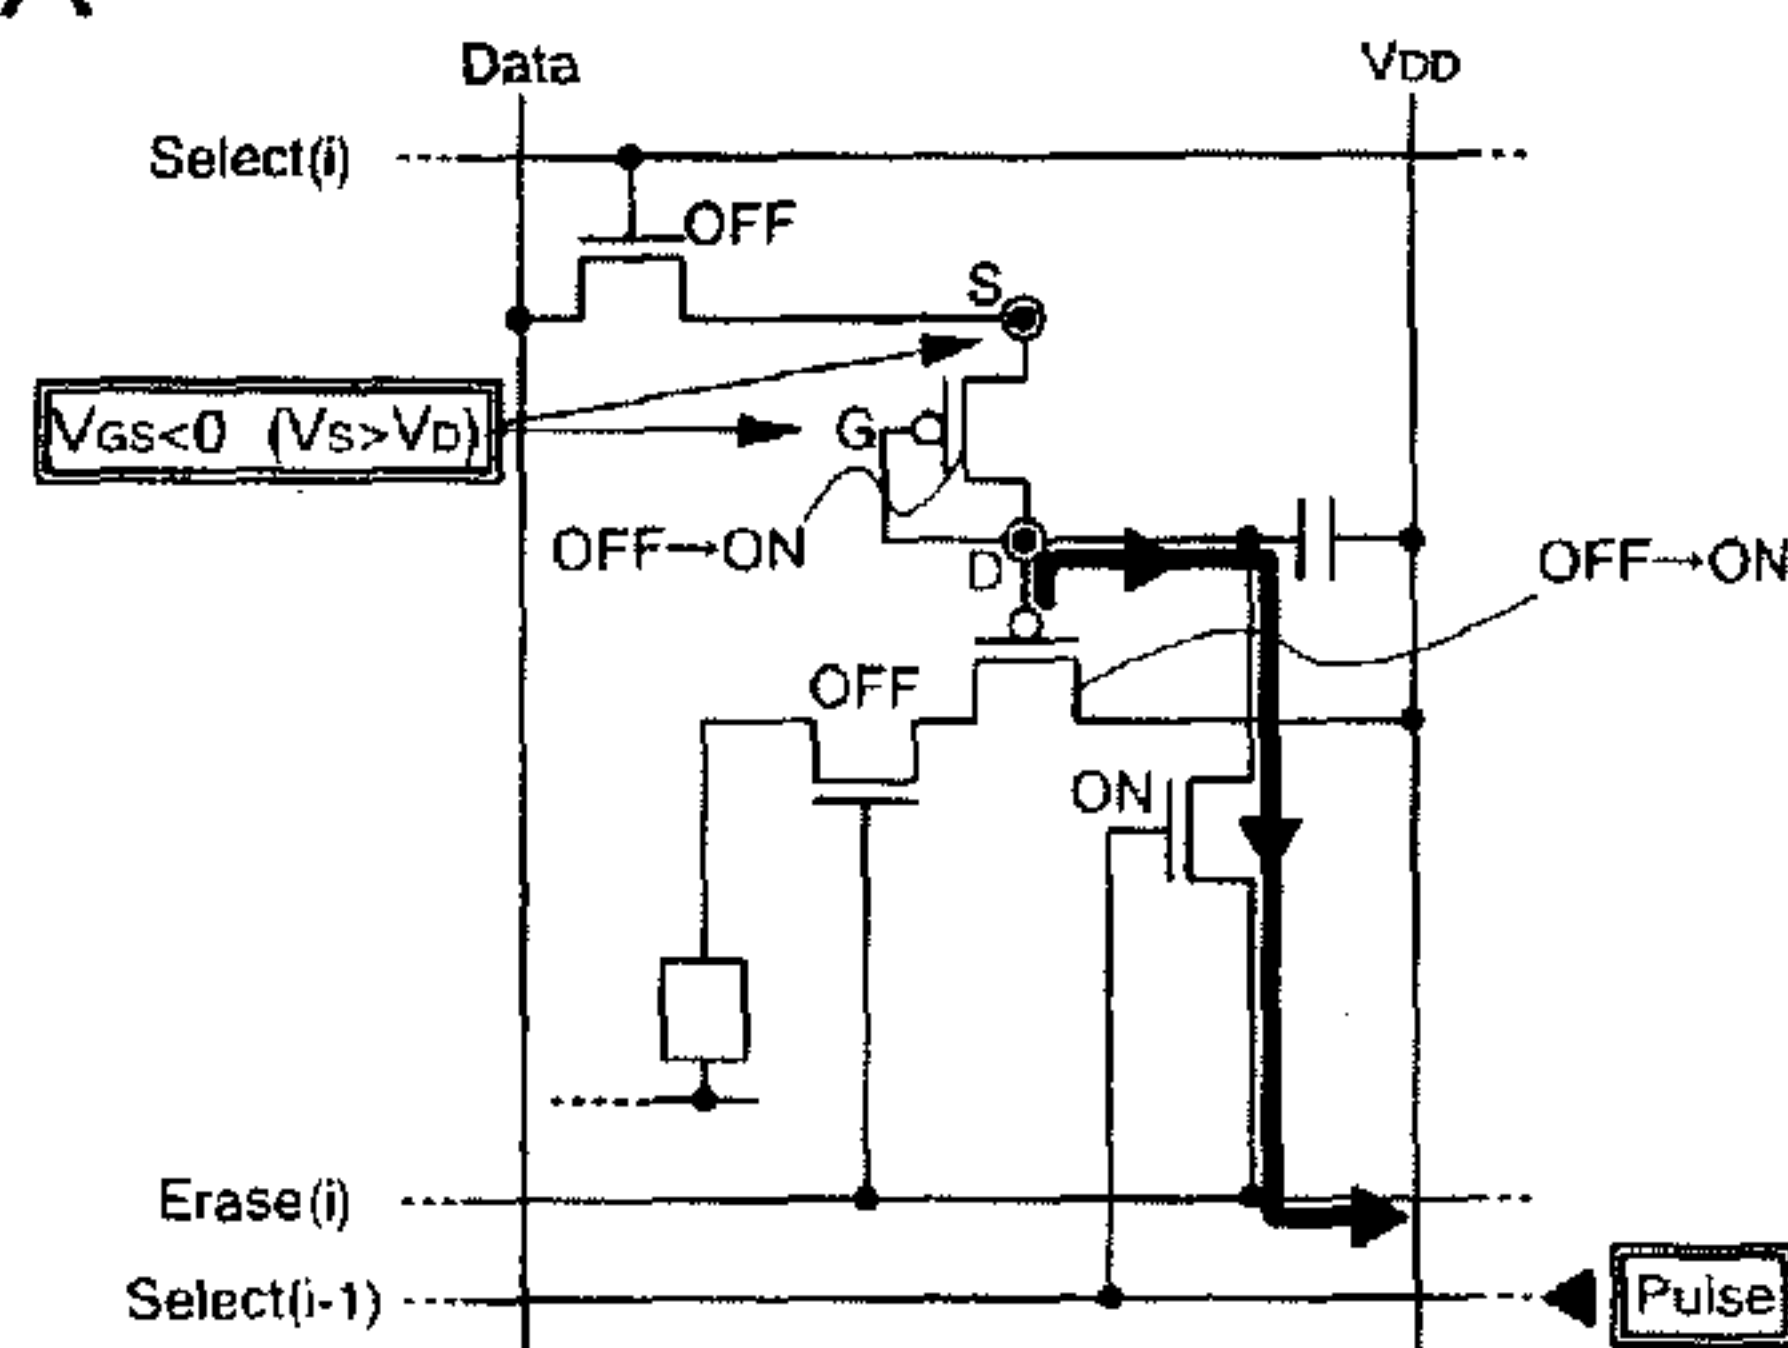 Data
VDD
Select(i)
OFF
S
VGS<0 (VS>VD)
G
OFF→ON
D
OFF→ON
OFF
ON
Erase(i)
Select(i-1)
Pulse